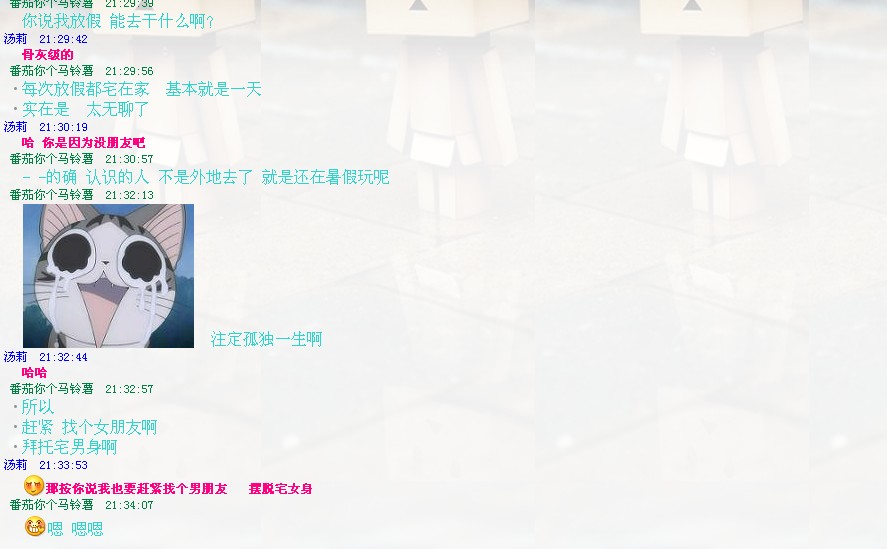 番茄你个马铃薯 21:29:39
你说我放假 能去干什么啊?
汤莉 21:29:42
骨灰级的
番茄你个马铃薯 21:29:56
·每次放假都宅在家 基本就是一天
·实在是 太无聊了
汤莉 21:30:19
哈 你是因为没朋友吧
番茄你个马铃薯 21:30:57
- -的确 认识的人 不是外地去了 就是还在暑假玩呢
番茄你个马铃薯 21:32:13
注定孤独一生啊
汤莉 21:32:44
哈哈
番茄你个马铃薯 21:32:57
·所以
·赶紧 找个女朋友啊
·拜托宅男身啊
汤莉 21:33:53
那按你说我也要赶紧找个男朋友 摆脱宅女身
番茄你个马铃薯 21:34:07
嗯 嗯嗯